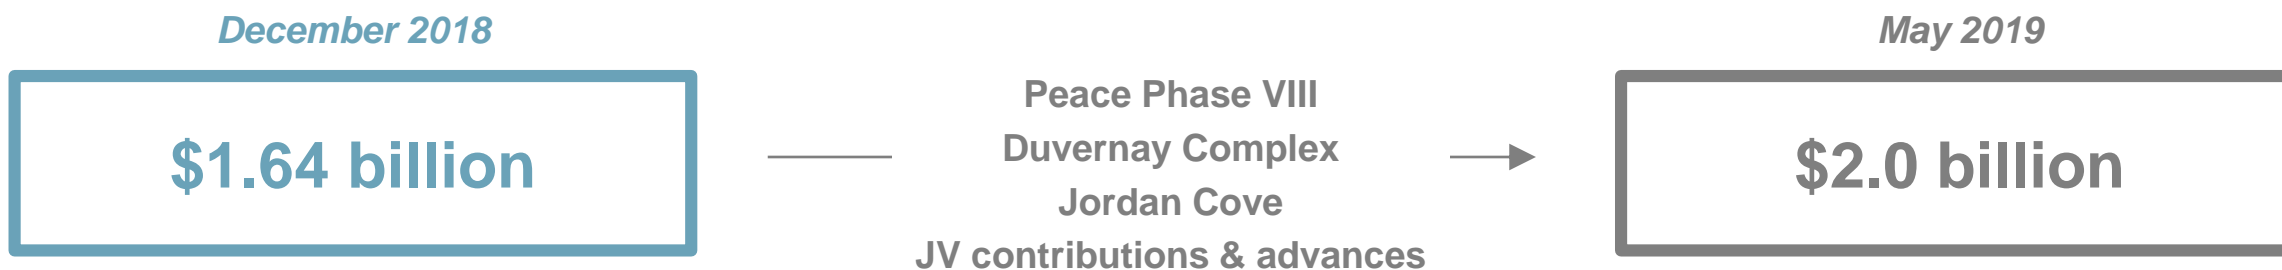 December 2018
$1.64 billion
Peace Phase VIII
Duvernay Complex
Jordan Cove
JV contributions & advances
May 2019
$2.0 billion